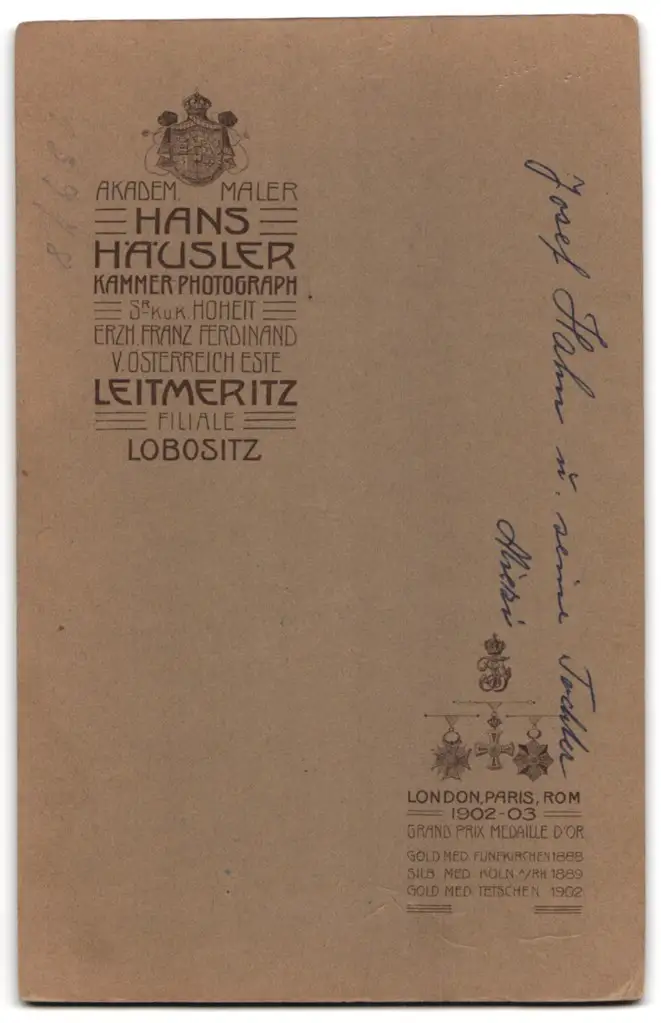 AKADEM. MALER
HANS
HÄUSLER
KAMMER-PHOTOGRAPH
SR K.u.K. HOHEIT
ERZH. FRANZ FERDINAND
V. ÖSTERREICH ESTE
LEITMERITZ
FILIALE
LOBOSITZ
Josef Hahn u. seine Tochter
LONDON, PARIS, ROM
1902-03
GRAND PRIX MEDAILLE D'OR
GOLD MED. FÜNFKIRCHEN 1888
SILB. MED. KÖLN A/RH 1889
GOLD MED. TETSCHEN 1902